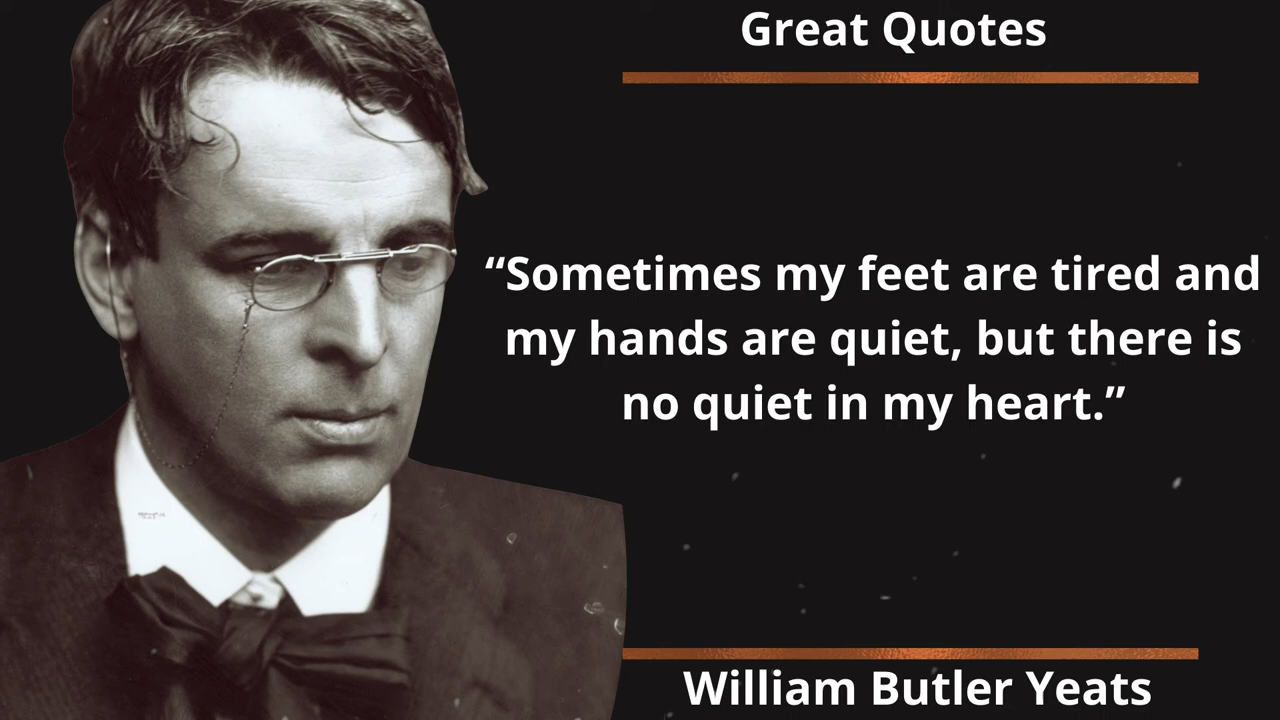 Great Quotes
“Sometimes my feet are tired and
my hands are quiet, but there is
no quiet in my heart.”
William Butler Yeats